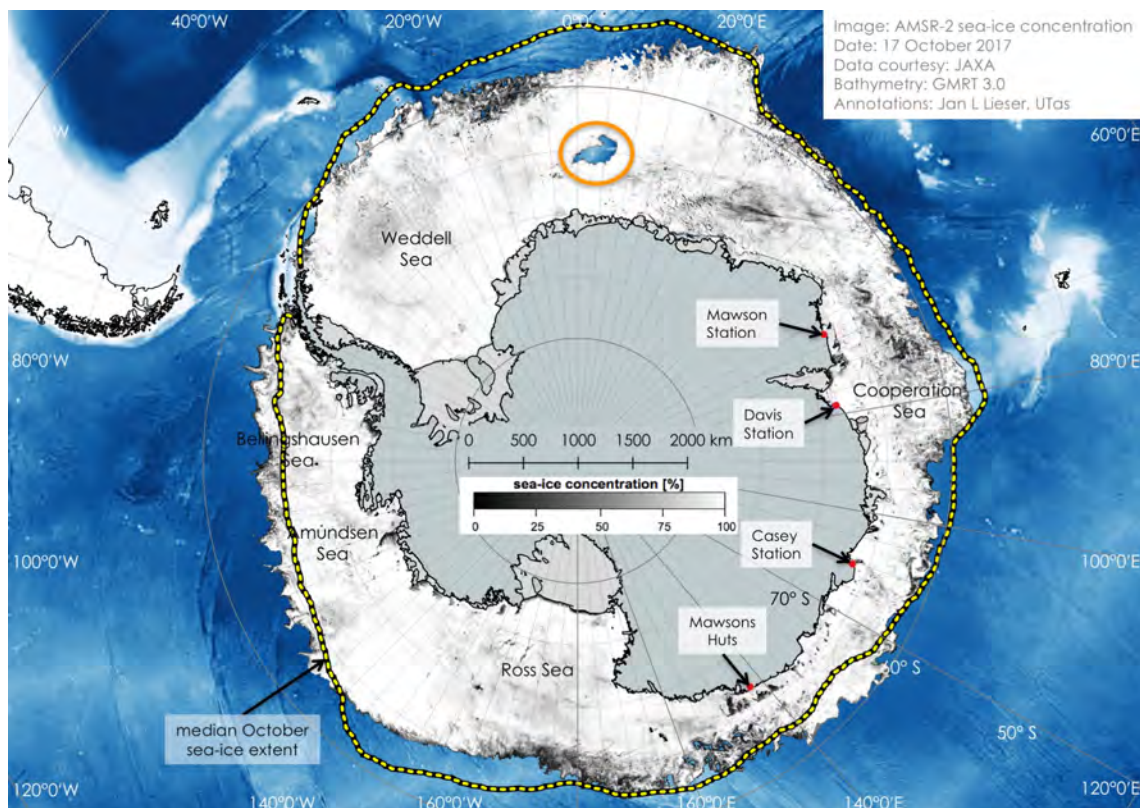 40°0'W
20°0'W
0°0'E
20°0'E
Image: AMSR-2 sea-ice concentration
Date: 17 October 2017
Data courtesy: JAXA
Bathymetry: GMRT 3.0
Annotations: Jan L Lieser, UTas
60°0'E
Weddell
Sea
Mawson
Station
80°0'W
80°0'E
Cooperation
Sea
Davis
Station
Bellingshausen
Sea
0 500 1000 1500 2000 km
sea-ice concentration [%]
0 25 50 75 100
Amundsen
Sea
Casey
Station
100°0'W
100°0'E
70° S
Mawsons
Huts
Ross Sea
60° S
median October
sea-ice extent
50° S
120°0'W
140°0'W
160°0'W
160°0'E
140°0'E
120°0'E